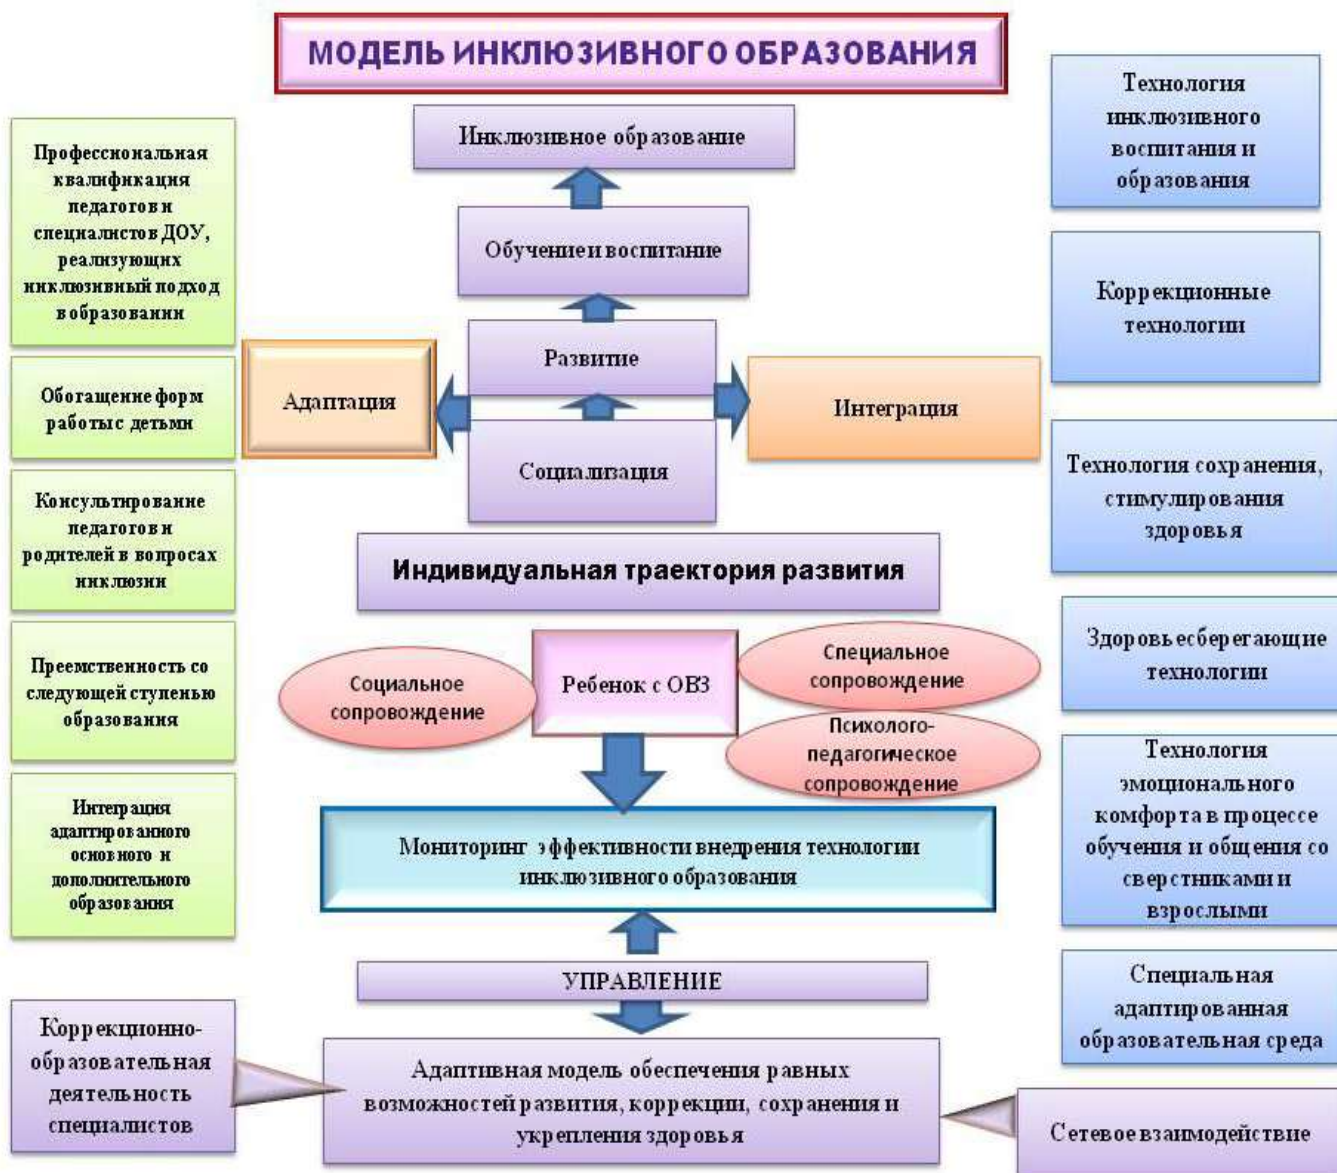 МОДЕЛЬ ИНКЛЮЗИВНОГО ОБРАЗОВАНИЯ
Инклюзивное образование
Обучение и воспитание
Развитие
Адаптация
Интеграция
Социализация
Индивидуальная траектория развития
Социальное
сопровождение
Ребенок с ОВЗ
Специальное
сопровождение
Психолого-
педагогическое
сопровождение
Мониторинг эффективности внедрения технологии
инклюзивного образования
УПРАВЛЕНИЕ
Адаптивная модель обеспечения равных
возможностей развития, коррекции, сохранения и
укрепления здоровья
Профессиональная
квалификация
педагогов и
специалистов ДОУ,
реализующих
инклюзивный подход
в образовании
Обогащение форм
работы с детьми
Консультирование
педагогов и
родителей в вопросах
инклюзии
Преемственность со
следующей ступенью
образования
Интеграция
адаптированного
основного и
дополнительного
образования
Коррекционно-
образовательная
деятельность
специалистов
Технология
инклюзивного
воспитания и
образования
Коррекционные
технологии
Технология сохранения,
стимулирования
здоровья
Здоровьесберегающие
технологии
Технология
эмоционального
комфорта в процессе
обучения и общения со
сверстниками и
взрослыми
Специальная
адаптированная
образовательная среда
Сетевое взаимодействие